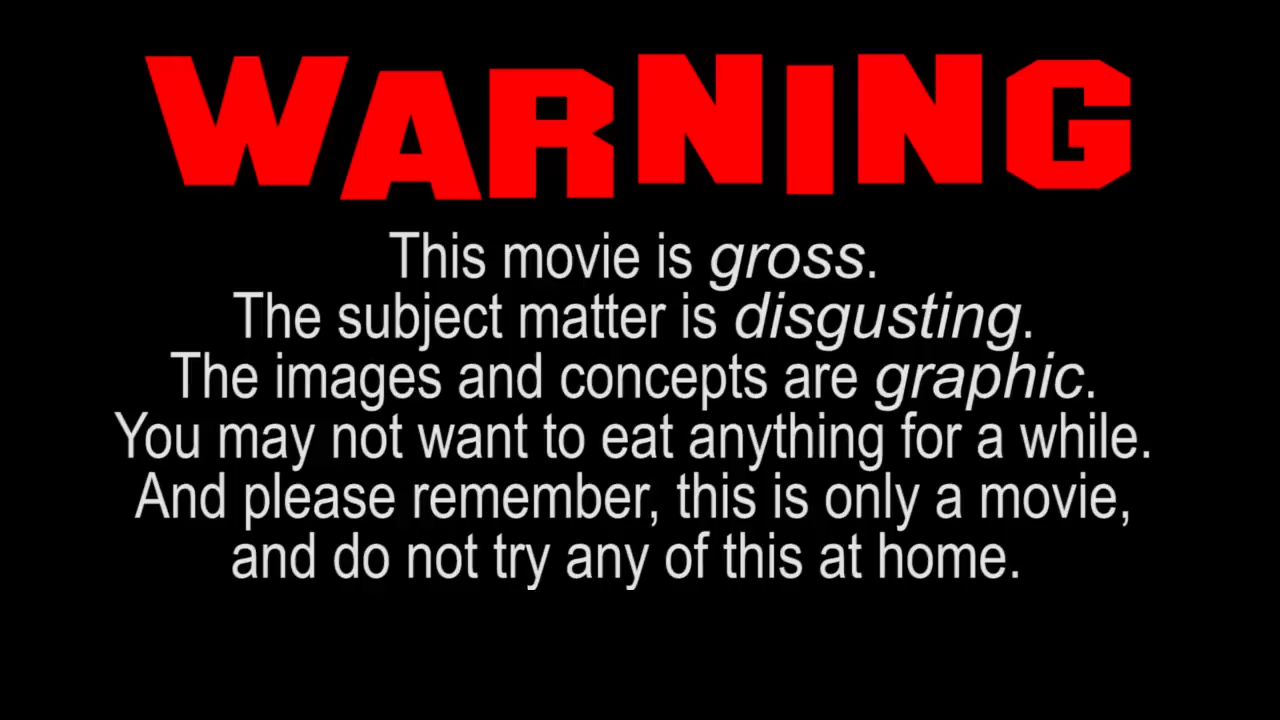 WARNING
This movie is gross.
The subject matter is disgusting.
The images and concepts are graphic.
You may not want to eat anything for a while.
And please remember, this is only a movie,
and do not try any of this at home.